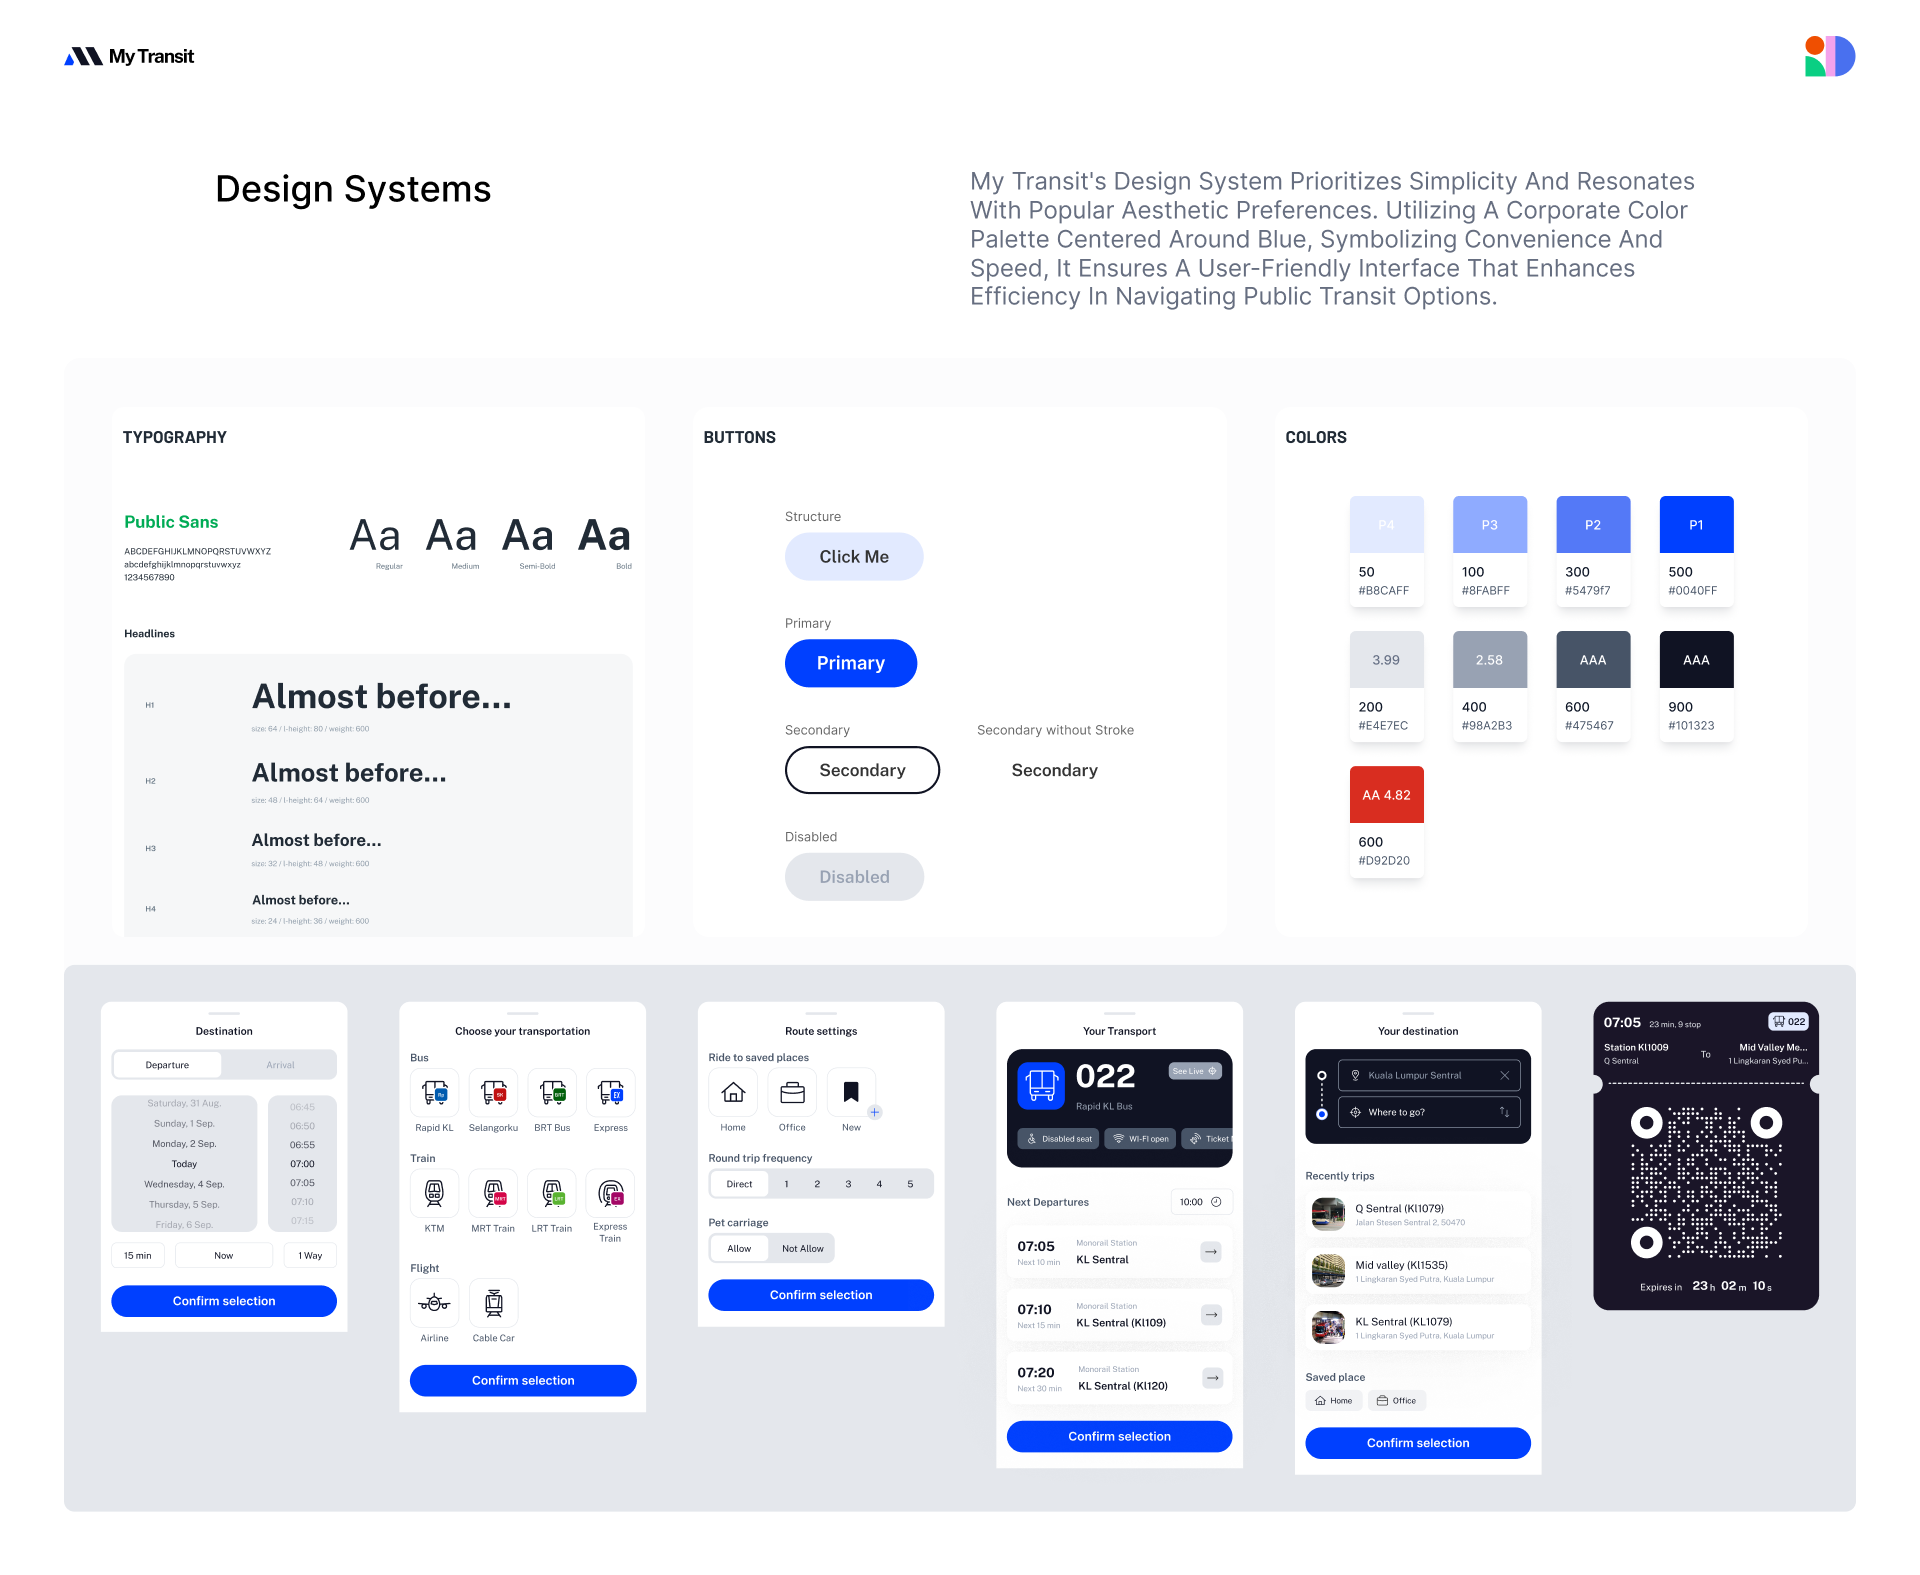 My Transit
Design Systems
My Transit's Design System Prioritizes Simplicity And Resonates
With Popular Aesthetic Preferences. Utilizing A Corporate Color
Palette Centered Around Blue, Symbolizing Convenience And
Speed, It Ensures A User-Friendly Interface That Enhances
Efficiency In Navigating Public Transit Options.
TYPOGRAPHY
Public Sans
ABCDEFGHIJKLMNOPQRSTUVWXYZ
abcdefghijklmnopqrstuvwxyz
1234567890
Aa Aa Aa Aa
Regular Medium Semi-Bold Bold
Headlines
H1 Almost before...
size: 64 / l-height: 80 / weight: 600
H2 Almost before...
size: 48 / l-height: 64 / weight: 600
H3 Almost before...
size: 32 / l-height: 48 / weight: 600
H4 Almost before...
size: 24 / l-height: 36 / weight: 600
BUTTONS
Structure
Click Me
Primary
Primary
Secondary Secondary without Stroke
Secondary Secondary
Disabled
Disabled
COLORS
P4 P3 P2 P1
50 100 300 500
#B8CAFF #8FABFF #5479f7 #0040FF
3.99 2.58 AAA AAA
200 400 600 900
#E4E7EC #98A2B3 #475467 #101323
AA 4.82
600
#D92D20
Destination
Departure Arrival
Saturday, 31 Aug. 06:45
Sunday, 1 Sep. 06:50
Monday, 2 Sep. 06:55
Today 07:00
Wednesday, 4 Sep. 07:05
Thursday, 5 Sep. 07:10
Friday, 6 Sep. 07:15
15 min Now 1 Way
Confirm selection
Choose your transportation
Bus
Rp SK BRT EX
Rapid KL Selangorku BRT Bus Express
Train
MRT LRT EX
KTM MRT Train LRT Train Express
Train
Flight
Airline Cable Car
Confirm selection
Route settings
Ride to saved places
Home Office New
Round trip frequency
Direct 1 2 3 4 5
Pet carriage
Allow Not Allow
Confirm selection
Your Transport
022 See Live
Rapid KL Bus
Disabled seat WI-FI open Ticket
Next Departures 10:00
07:05 Monorail Station
Next 10 min KL Sentral
07:10 Monorail Station
Next 15 min KL Sentral (Kl109)
07:20 Monorail Station
Next 30 min KL Sentral (Kl120)
Confirm selection
Your destination
Kuala Lumpur Sentral
Where to go?
Recently trips
Q Sentral (Kl1079)
Jalan Stesen Sentral 2, 50470
Mid valley (Kl1535)
1 Lingkaran Syed Putra, Kuala Lumpur
KL Sentral (KL1079)
1 Lingkaran Syed Putra, Kuala Lumpur
Saved place
Home Office
Confirm selection
07:05 23 min, 9 stop 022
Station Kl1009 To Mid Valley Me...
Q Sentral 1 Lingkaran Syed Pu...
Expires in 23 h 02 m 10 s